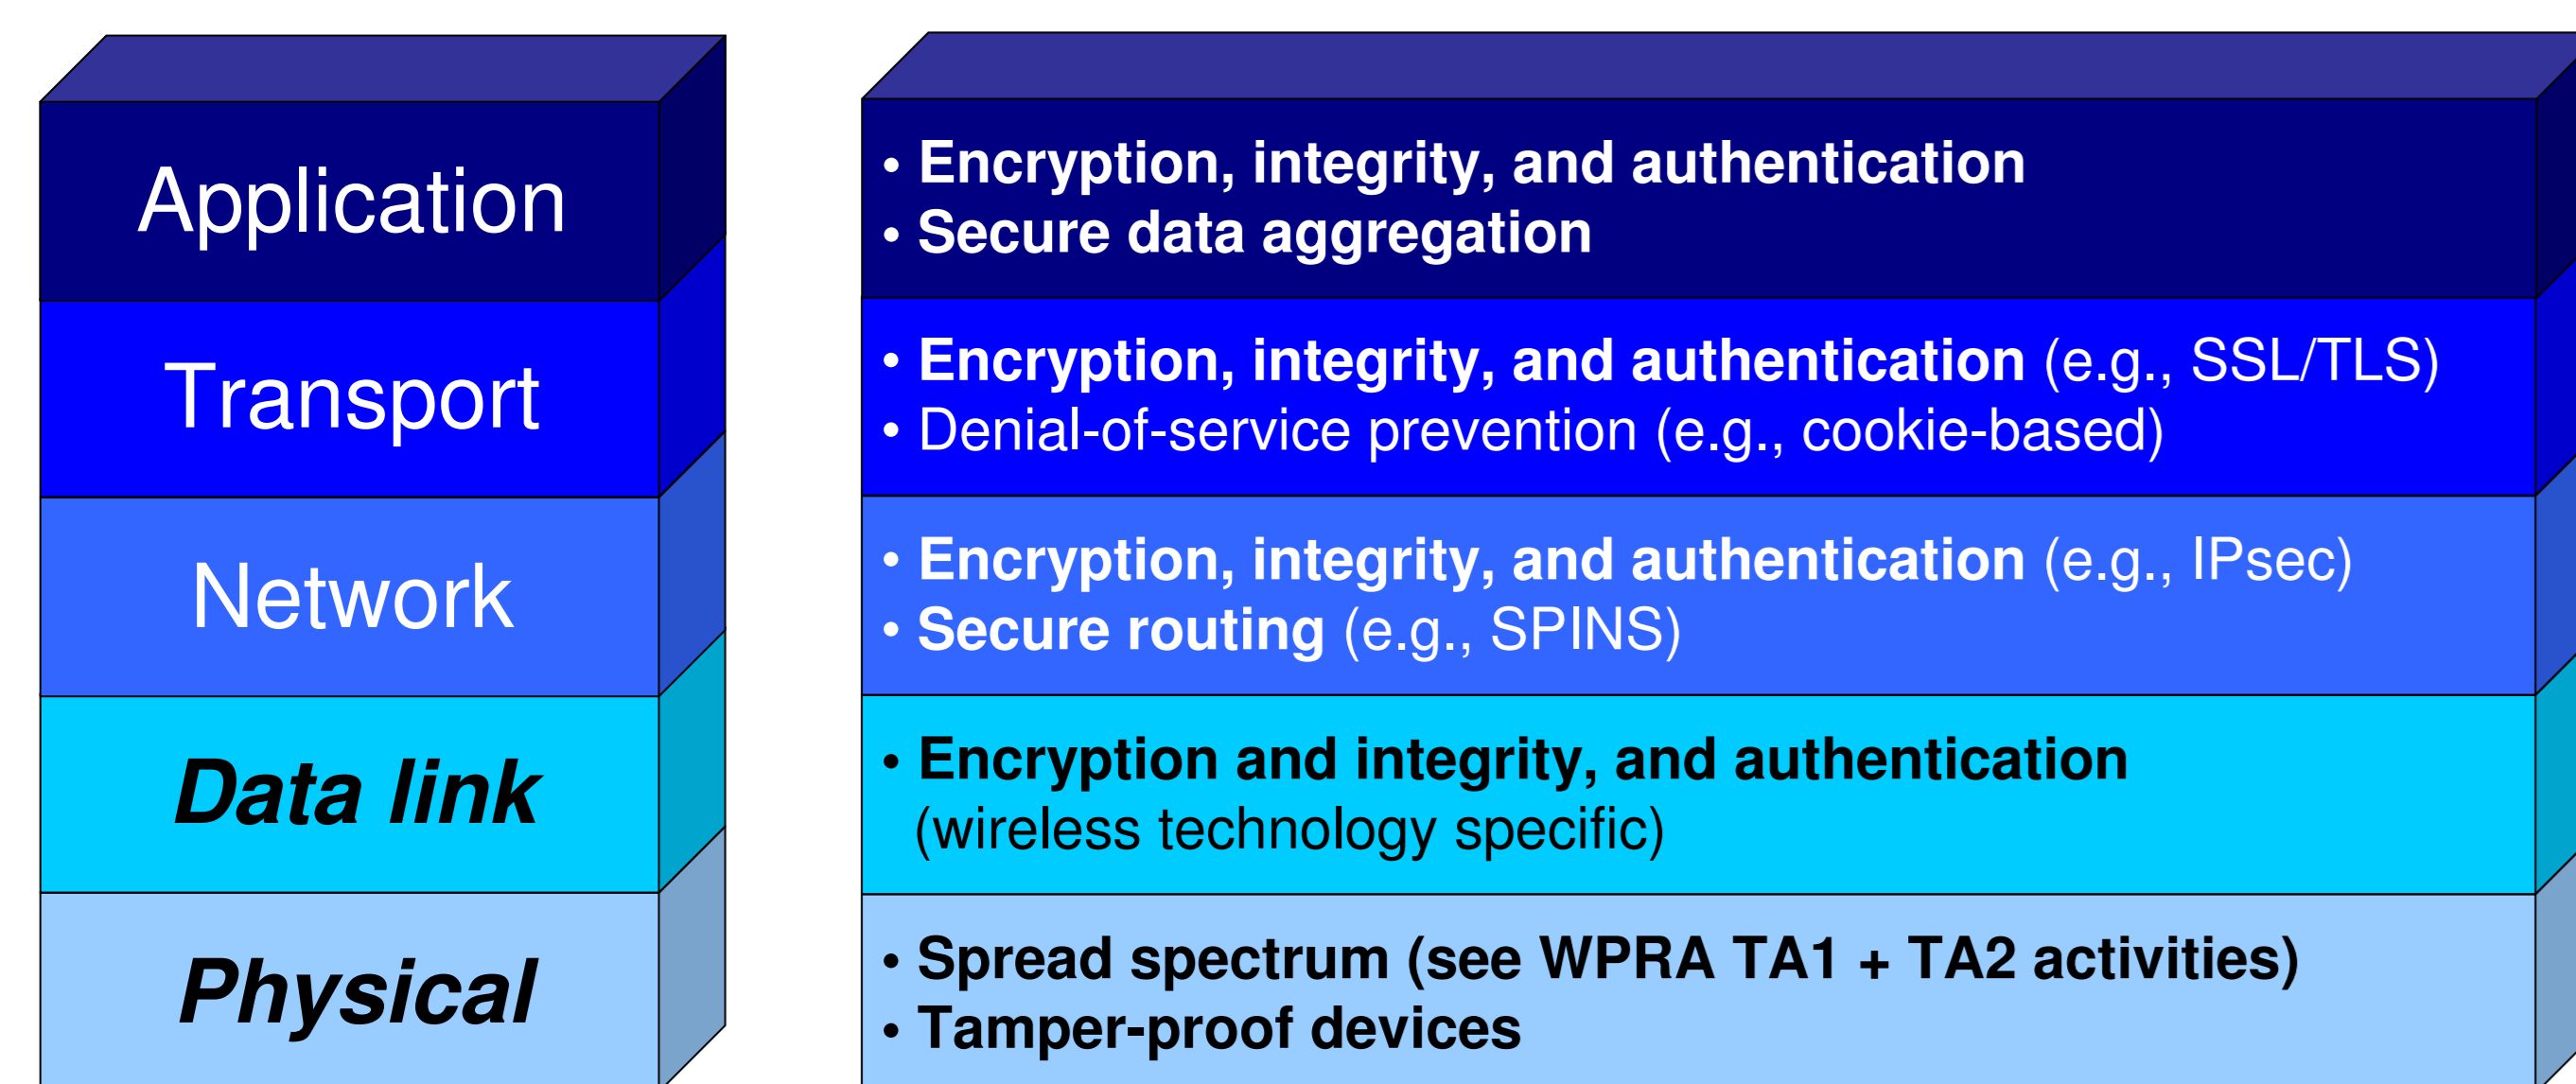 Application
• Encryption, integrity, and authentication
• Secure data aggregation
Transport
• Encryption, integrity, and authentication (e.g., SSL/TLS)
• Denial-of-service prevention (e.g., cookie-based)
Network
• Encryption, integrity, and authentication (e.g., IPsec)
• Secure routing (e.g., SPINS)
Data link
• Encryption and integrity, and authentication
(wireless technology specific)
Physical
• Spread spectrum (see WPRA TA1 + TA2 activities)
• Tamper-proof devices